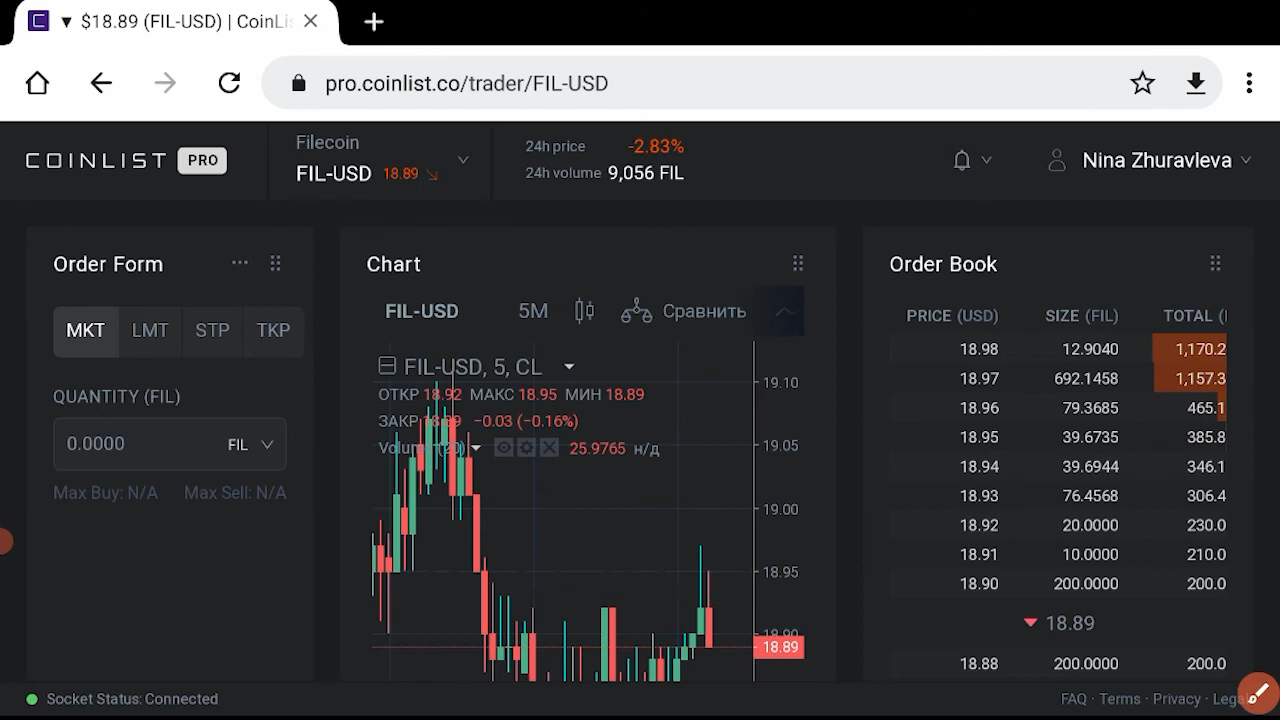 ▼ $18.89 (FIL-USD) | CoinLi
pro.coinlist.co/trader/FIL-USD
COINLIST PRO
Filecoin
FIL-USD 18.89
24h price -2.83%
24h volume 9,056 FIL
Nina Zhuravleva
Order Form
MKT LMT STP TKP
QUANTITY (FIL)
0.0000 FIL
Max Buy: N/A Max Sell: N/A
Chart
FIL-USD 5М Сравнить
FIL-USD, 5, CL
ОТКР 18.92 МАКС 18.95 МИН 18.89
ЗАКР 18.89 −0.03 (−0.16%)
Volume (20) 25.9765 н/д
19.10
19.05
19.00
18.95
18.90
18.89
Order Book
PRICE (USD) SIZE (FIL) TOTAL (
18.98 12.9040 1,170.2
18.97 692.1458 1,157.3
18.96 79.3685 465.1
18.95 39.6735 385.8
18.94 39.6944 346.1
18.93 76.4568 306.4
18.92 20.0000 230.0
18.91 10.0000 210.0
18.90 200.0000 200.0
18.89
18.88 200.0000 200.0
Socket Status: Connected
FAQ · Terms · Privacy · Lega